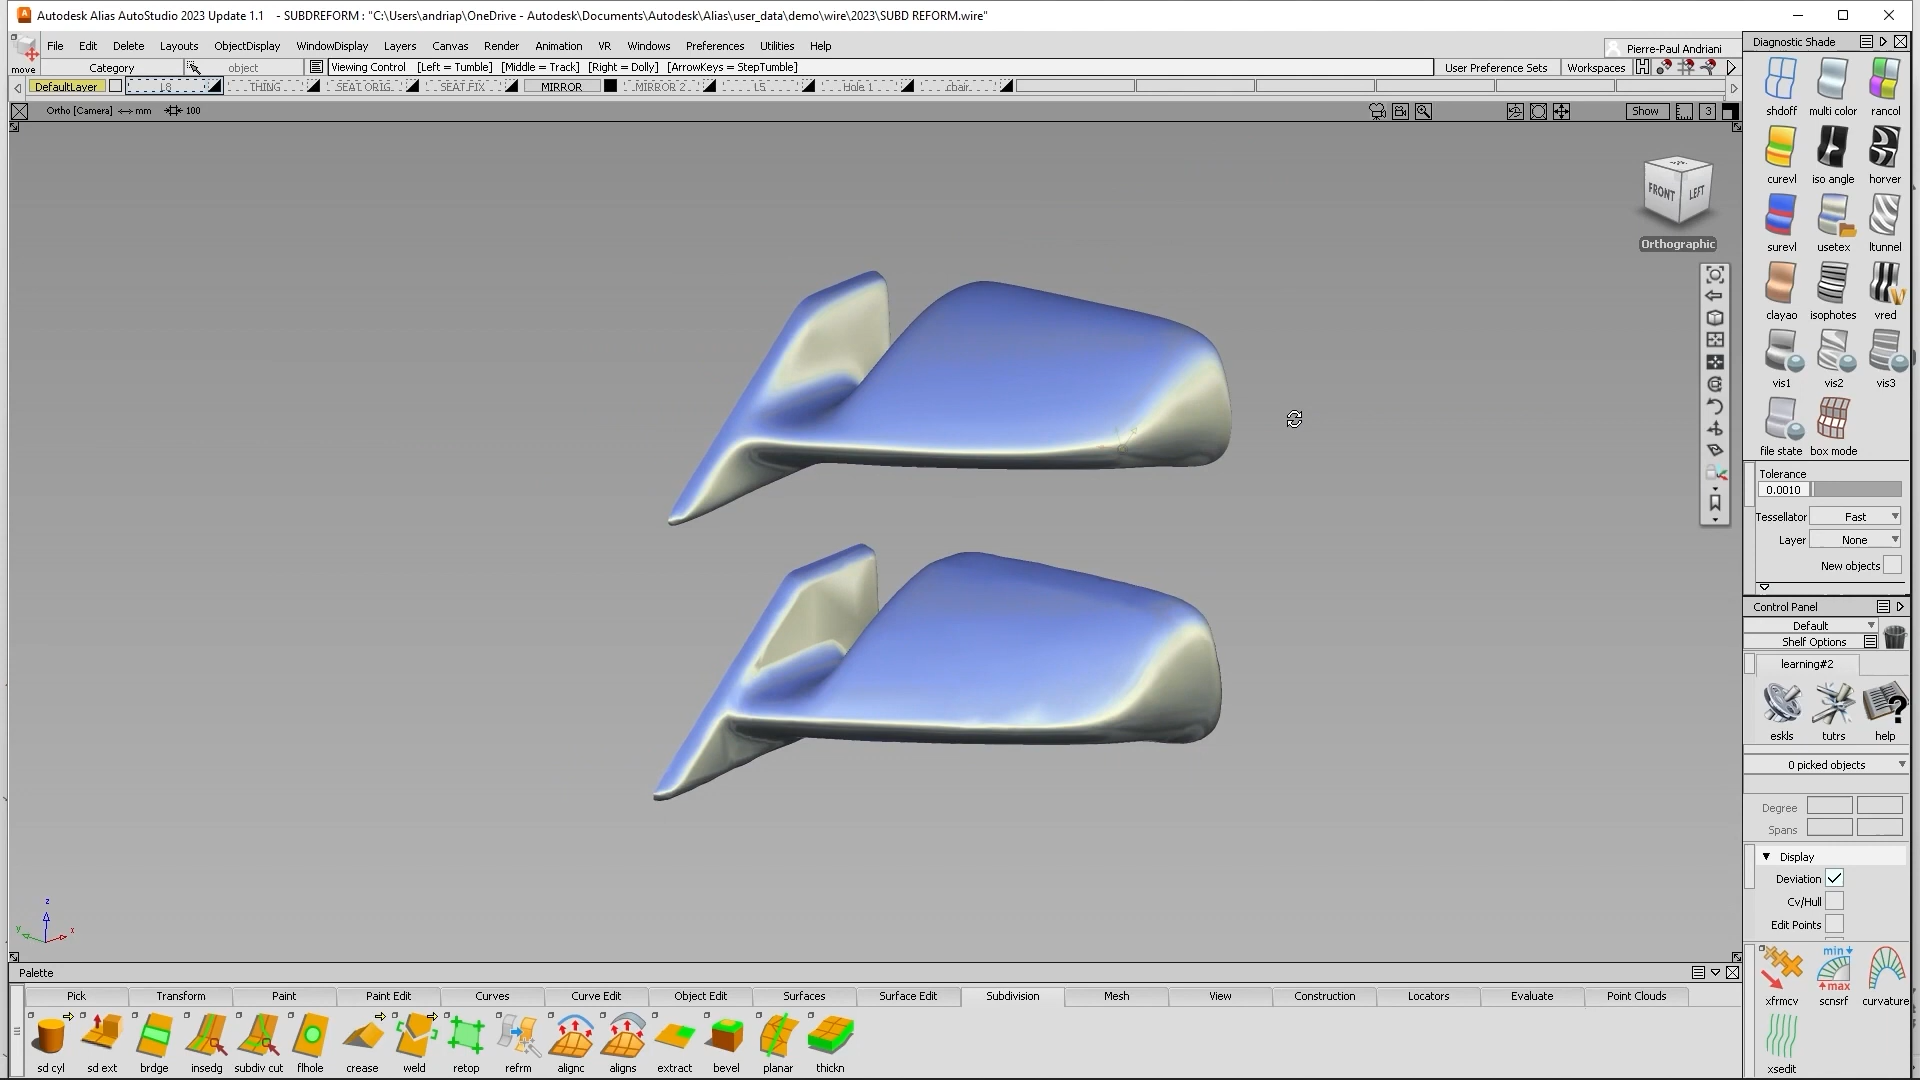 Autodesk Alias AutoStudio 2023 Update 1.1 - SUBDREFORM : "C:\Users\andriap\OneDrive - Autodesk\Documents\Autodesk\Alias\user_data\demo\wire\2023\SUBD REFORM.wire"
File Edit Delete Layouts ObjectDisplay WindowDisplay Layers Canvas Render Animation VR Windows Preferences Utilities Help
Pierre-Paul Andriani
move
Category object Viewing Control [Left = Tumble] [Middle = Track] [Right = Dolly] [ArrowKeys = StepTumble] User Preference Sets Workspaces
DefaultLayer L8 THING SEAT ORIG. SEAT FIX MIRROR MIRROR 2 L5 Hole 1 chair
Ortho [Camera] mm 100 Show 3
FRONT LEFT
Orthographic
Diagnostic Shade
shdoff multi color rancol
curevl iso angle horver
surevl usetex ltunnel
clayao isophotes vred
vis1 vis2 vis3
file state box mode
Tolerance
0.0010
Tessellator Fast
Layer None
New objects
Control Panel
Default
Shelf Options
learning#2
eskls tutrs help
0 picked objects
Degree
Spans
Display
Deviation
Cv/Hull
Edit Points
min
max
xfrmcv scnsrf curvature
xsedit
z
y x
Palette
Pick Transform Paint Paint Edit Curves Curve Edit Object Edit Surfaces Surface Edit Subdivision Mesh View Construction Locators Evaluate Point Clouds
sd cyl sd ext brdge insedg subdiv cut flhole crease weld retop refrm alignc aligns extract bevel planar thickn